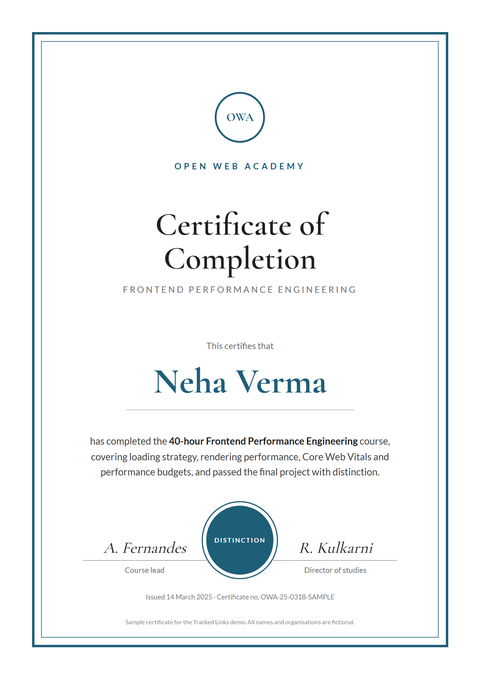 OWA
OPEN WEB ACADEMY
Certificate of
Completion
FRONTEND PERFORMANCE ENGINEERING
This certifies that
Neha Verma
has completed the 40-hour Frontend Performance Engineering course,
covering loading strategy, rendering performance, Core Web Vitals and
performance budgets, and passed the final project with distinction.
A. Fernandes
Course lead
DISTINCTION
R. Kulkarni
Director of studies
Issued 14 March 2025 · Certificate no. OWA-25-0318-SAMPLE
Sample certificate for the Tracked Links demo. All names and organisations are fictional.